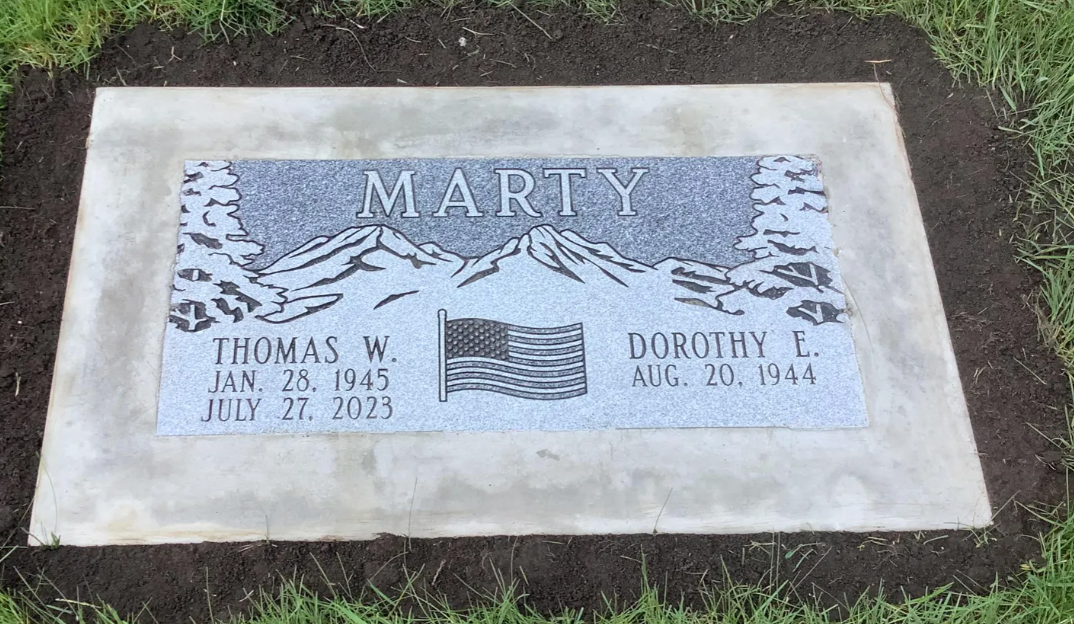 MARTY
THOMAS W.
JAN. 28, 1945
JULY 27, 2023
DOROTHY E.
AUG. 20, 1944